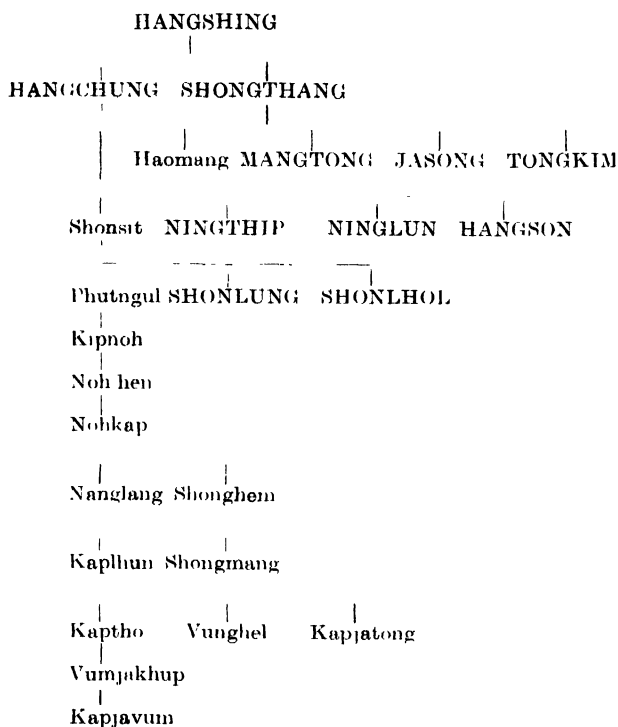 HANGSHING
HANGCHUNG SHONGTHANG
Haomang MANGTONG JASONG TONGKIM
Shonsit NINGTHIP NINGLUN HANGSON
Phutngul SHONLUNG SHONLHOL
Kipnoh
Noh hen
Nohkap
Nanglang Shonghem
Kaplhun Shongmang
Kaptho Vunghel Kapjatong
Vumjakhup
Kapjavum